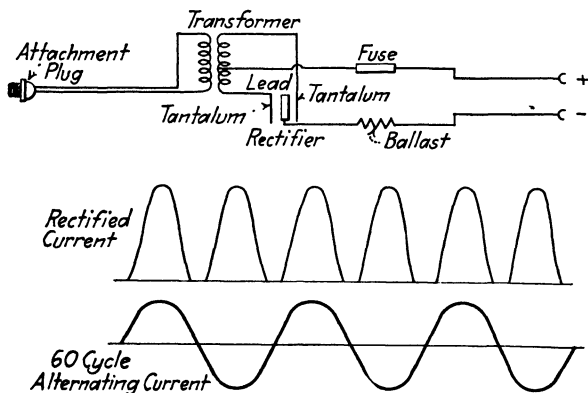 Transformer
Attachment
Plug
Fuse
+
Lead
Tantalum
Tantalum
-
Rectifier
Ballast
Rectified
Current
60 Cycle
Alternating Current